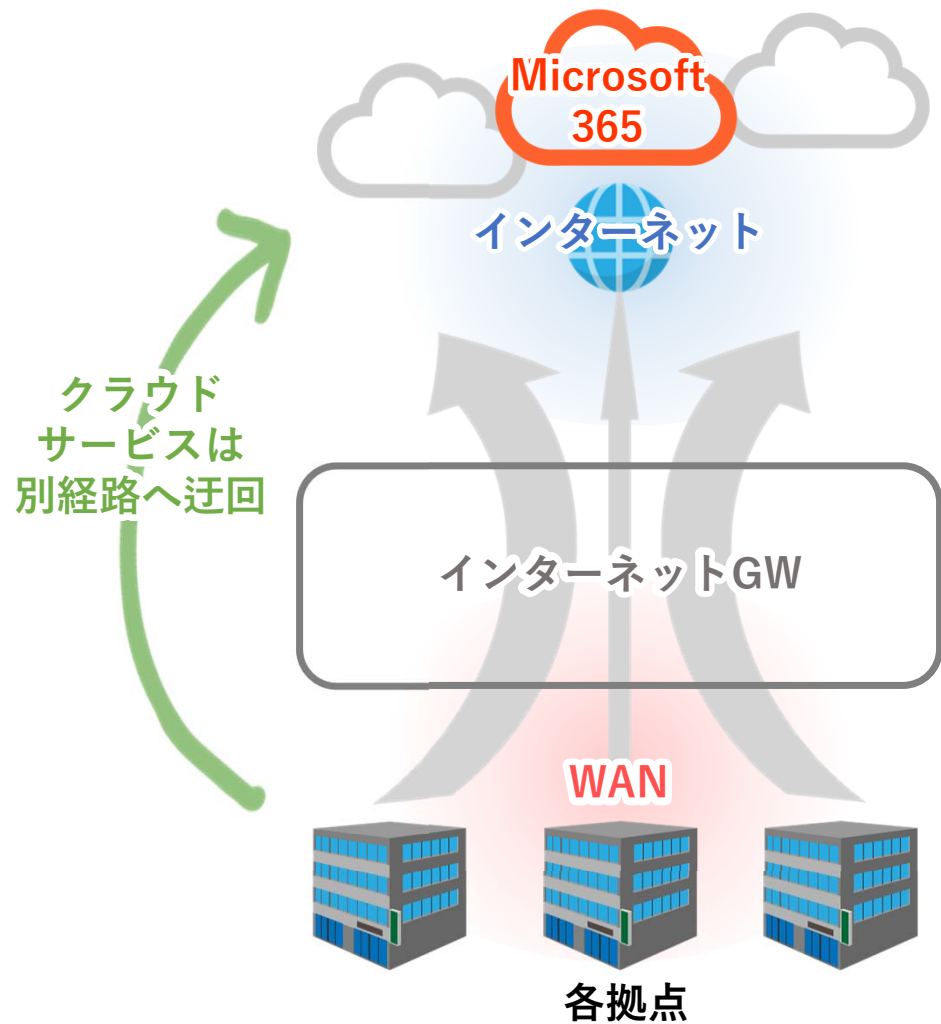 Microsoft
365
インターネット
クラウド
サービスは
別経路へ迂回
インターネットGW
WAN
各拠点